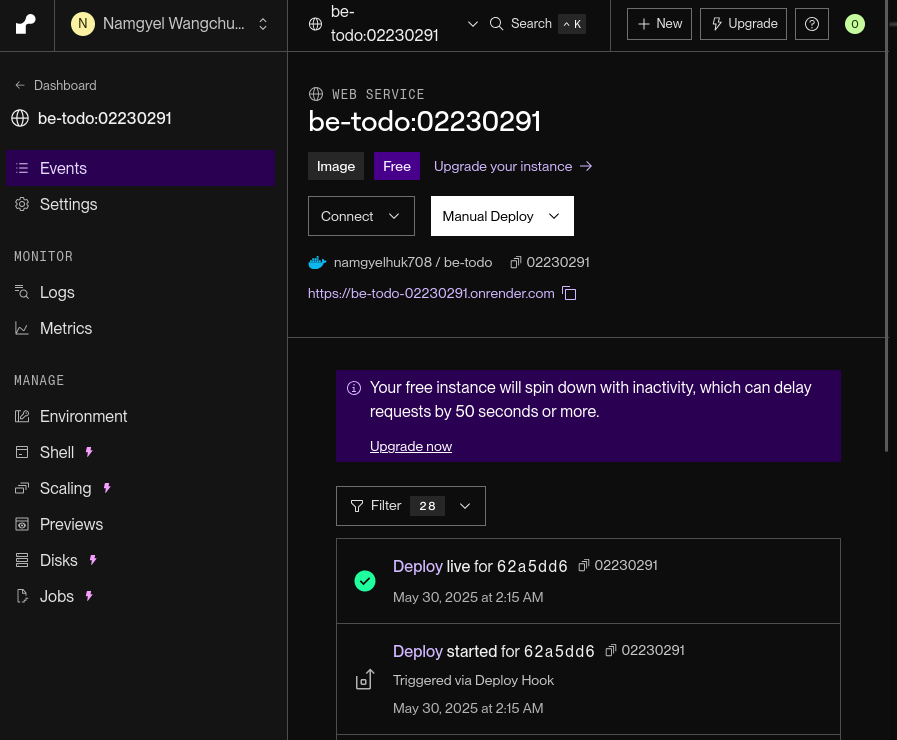 N Namgyel Wangchu...
be-
todo:02230291
Search ^ K
+ New
Upgrade
O
← Dashboard
be-todo:02230291
Events
Settings
MONITOR
Logs
Metrics
MANAGE
Environment
Shell
Scaling
Previews
Disks
Jobs
WEB SERVICE
be-todo:02230291
Image Free Upgrade your instance →
Connect Manual Deploy
namgyelhuk708 / be-todo 02230291
https://be-todo-02230291.onrender.com
Your free instance will spin down with inactivity, which can delay
requests by 50 seconds or more.
Upgrade now
Filter 28
Deploy live for 62a5dd6 02230291
May 30, 2025 at 2:15 AM
Deploy started for 62a5dd6 02230291
Triggered via Deploy Hook
May 30, 2025 at 2:15 AM